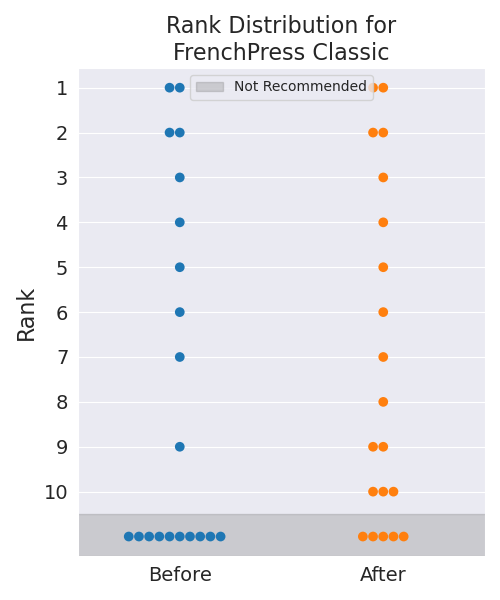 Rank Distribution for
FrenchPress Classic
Not Recommended
1
2
3
4
5
6
7
8
9
10
Rank
Before
After